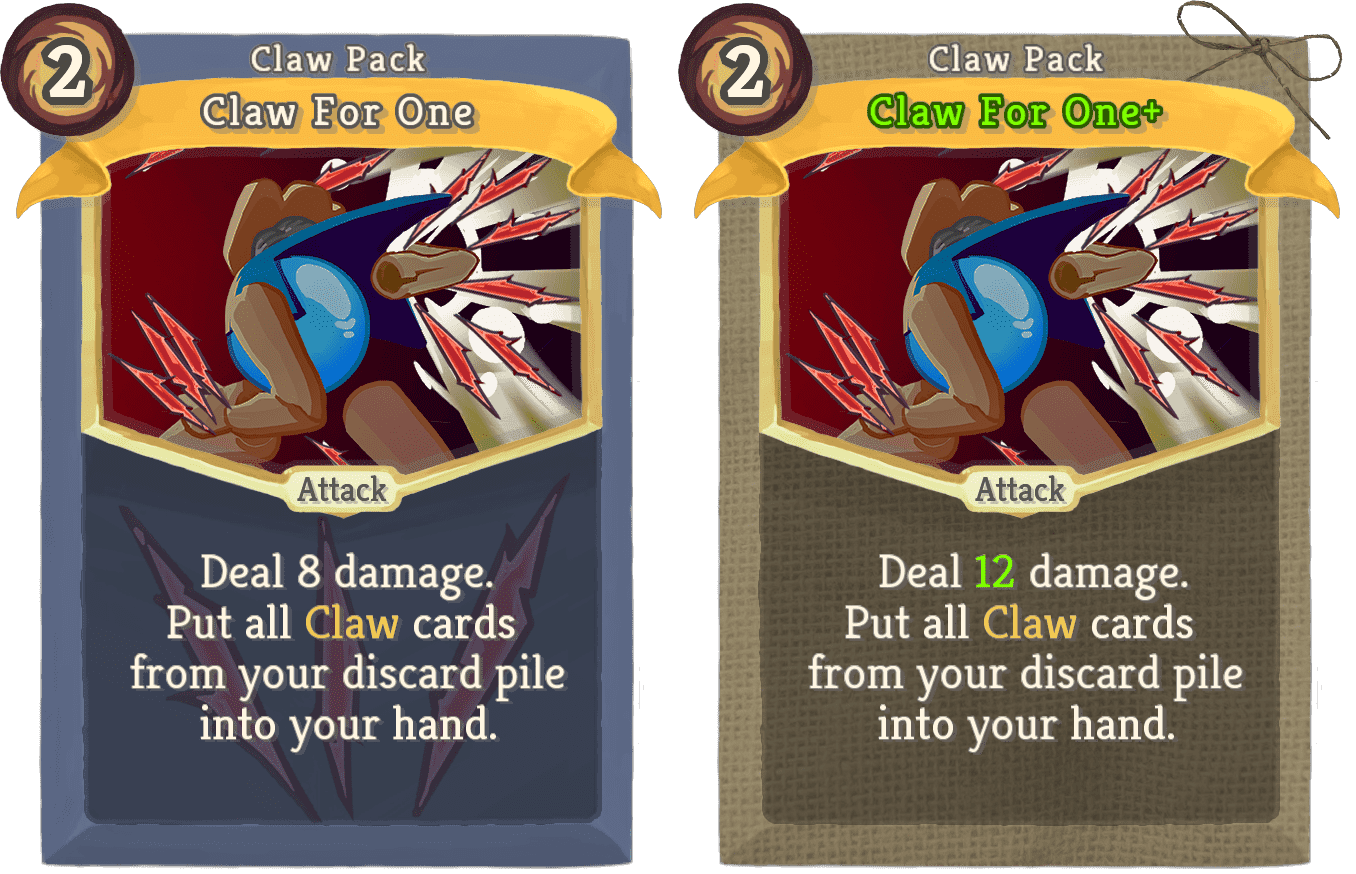 2
Claw Pack
Claw For One
Attack
Deal 8 damage.
Put all Claw cards
from your discard pile
into your hand.
2
Claw Pack
Claw For One+
Attack
Deal 12 damage.
Put all Claw cards
from your discard pile
into your hand.